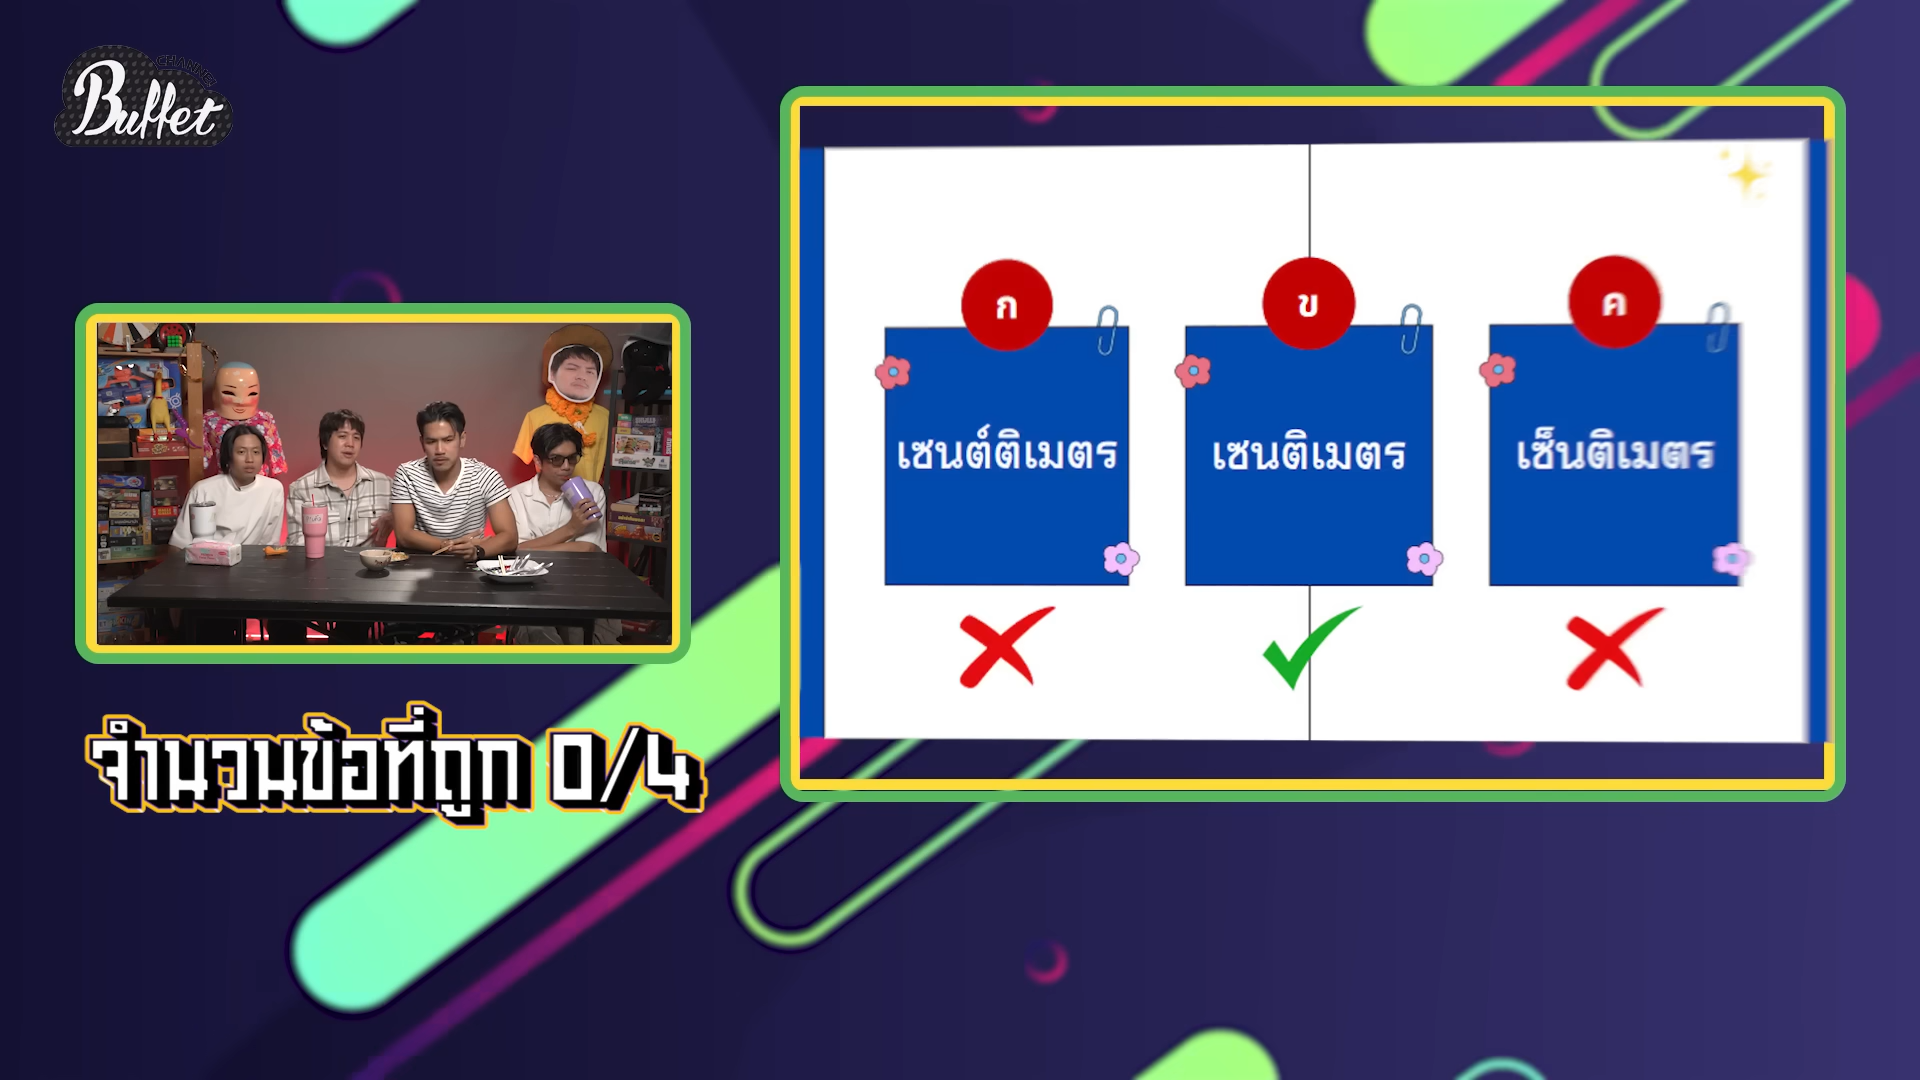 Buffet
CHANNEL
ก
ข
ค
เซนต์ติเมตร
เซนติเมตร
เซ็นติเมตร
จำนวนข้อที่ถูก 0/4